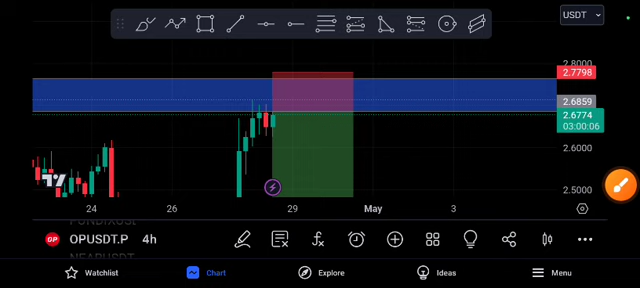 USDT
2.8000
2.7798
2.6859
2.6774
03:00:06
2.6000
2.5000
24 26 29 May 3
GP OPUSDT.P 4h
Watchlist Chart Explore Ideas Menu